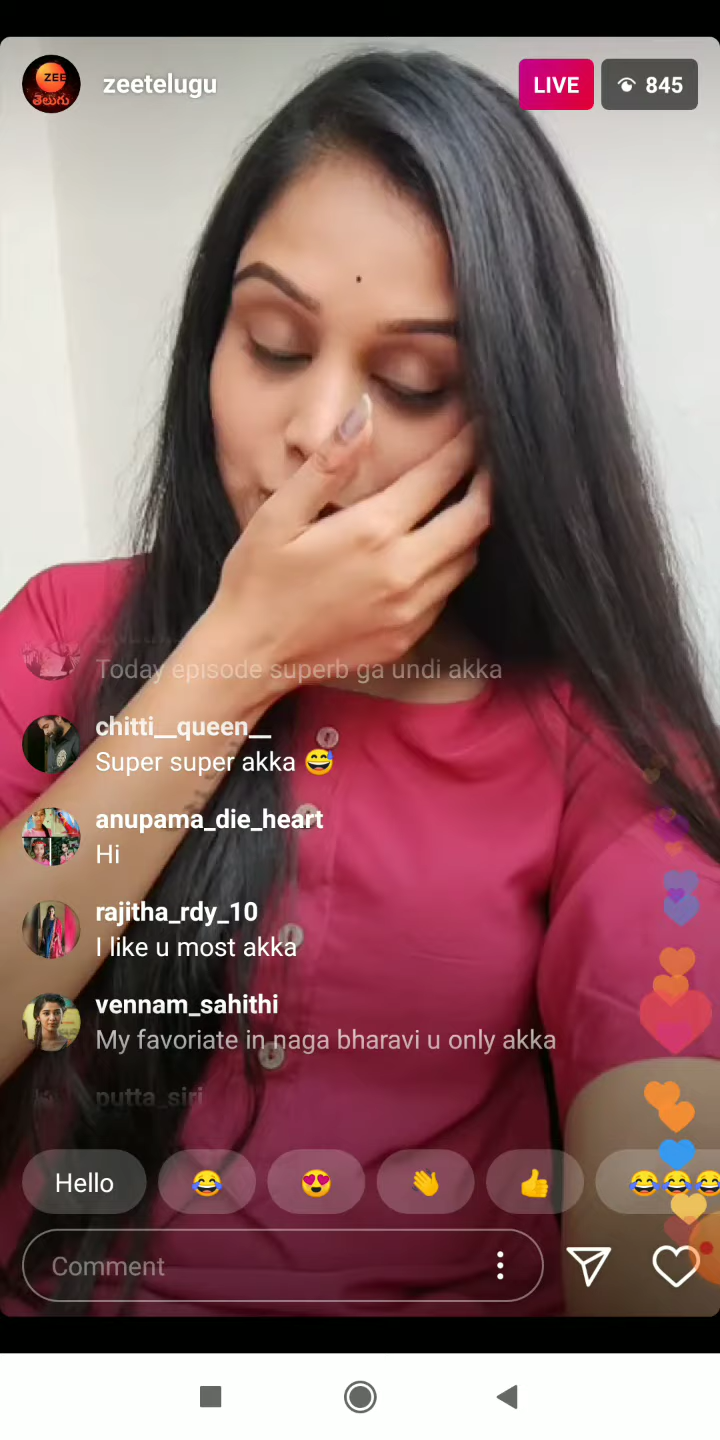 ZEE
తెలుగు
zeetelugu
LIVE
845
Today episode superb ga undi akka
chitti__queen__
Super super akka 😅
anupama_die_heart
Hi
rajitha_rdy_10
I like u most akka
vennam_sahithi
My favoriate in naga bharavi u only akka
putta_siri
Hello
😂
😍
👋
👍
😂😂😂
Comment